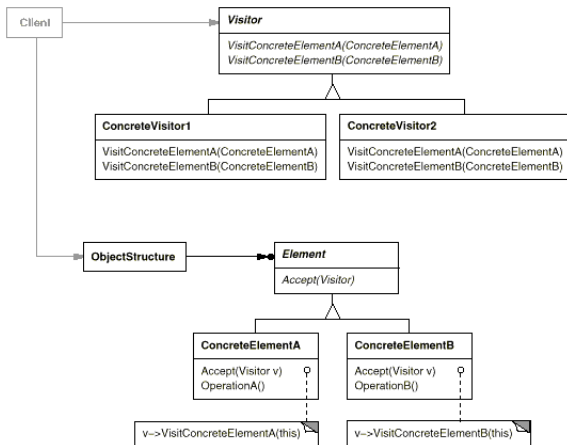 Client
Visitor
VisitConcreteElementA(ConcreteElementA)
VisitConcreteElementB(ConcreteElementB)
ConcreteVisitor1
VisitConcreteElementA(ConcreteElementA)
VisitConcreteElementB(ConcreteElementB)
ConcreteVisitor2
VisitConcreteElementA(ConcreteElementA)
VisitConcreteElementB(ConcreteElementB)
ObjectStructure
Element
Accept(Visitor)
ConcreteElementA
Accept(Visitor v)
OperationA()
ConcreteElementB
Accept(Visitor v)
OperationB()
v->VisitConcreteElementA(this)
v->VisitConcreteElementB(this)